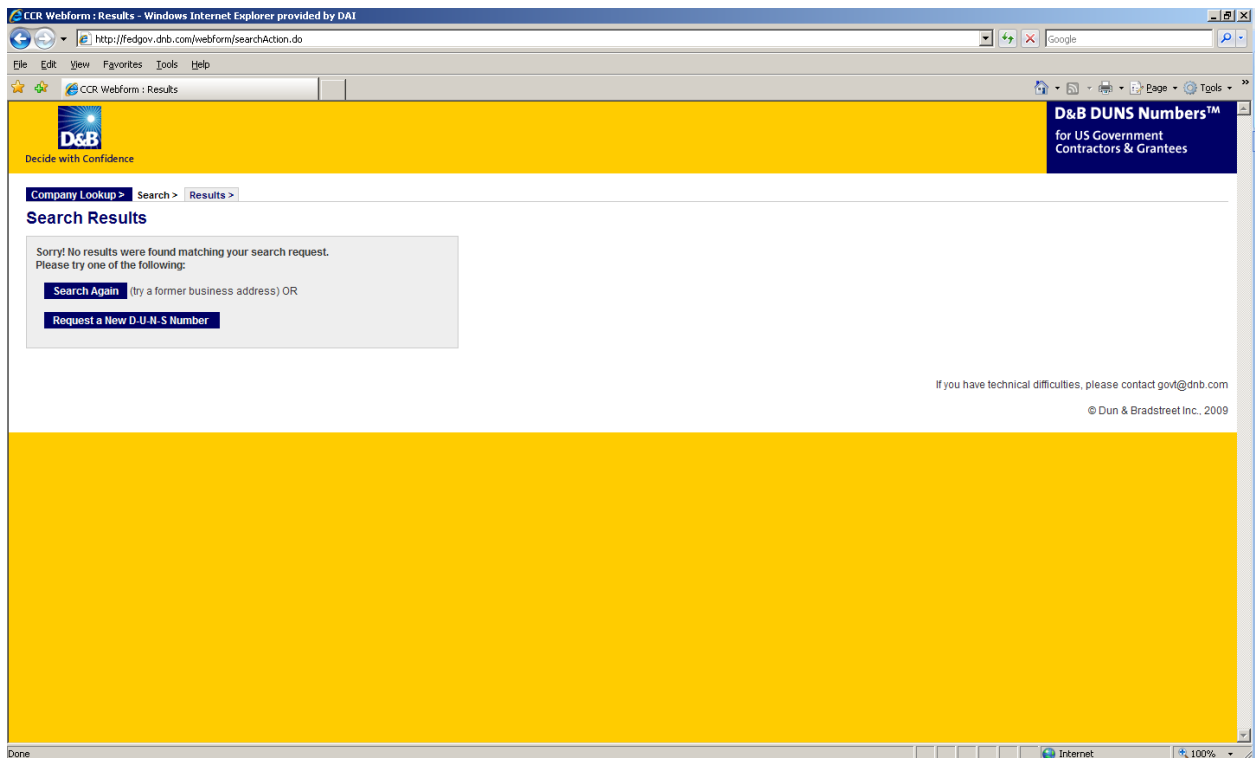 CCR Webform : Results - Windows Internet Explorer provided by DAI
http://fedgov.dnb.com/webform/searchAction.do
Google
File Edit View Favorites Tools Help
CCR Webform : Results
Page Tools »
D&B
Decide with Confidence
D&B DUNS Numbers™
for US Government
Contractors & Grantees
Company Lookup > Search > Results >
Search Results
Sorry! No results were found matching your search request.
Please try one of the following:
Search Again (try a former business address) OR
Request a New D-U-N-S Number
If you have technical difficulties, please contact govt@dnb.com
© Dun & Bradstreet Inc., 2009
Done
Internet 100%